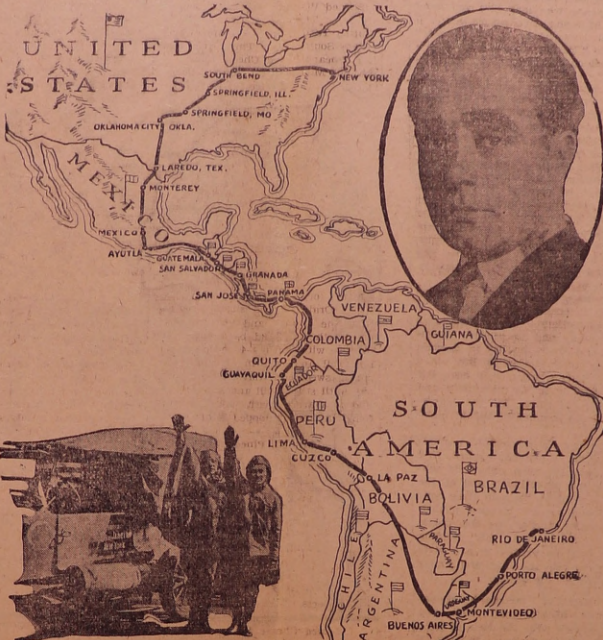 UNITED
STATES
SOUTH BEND
NEW YORK
SPRINGFIELD, ILL.
SPRINGFIELD, MO
OKLAHOMA CITY OKLA.
LAREDO, TEX.
MEXICO
MONTEREY
MEXICO
AYUTLA
GUATEMALA
SAN SALVADOR
GRANADA
SAN JOSE
PANAMA
VENEZUELA
GUIANA
COLOMBIA
QUITO
GUAYAQUIL
ECUADOR
PERU
SOUTH
AMERICA
LIMA
CUZCO
LA PAZ
BOLIVIA
BRAZIL
PARAGUAY
RIO DE JANEIRO
CHILE
ARGENTINA
PORTO ALEGRE
URUGUAY
MONTEVIDEO
BUENOS AIRES